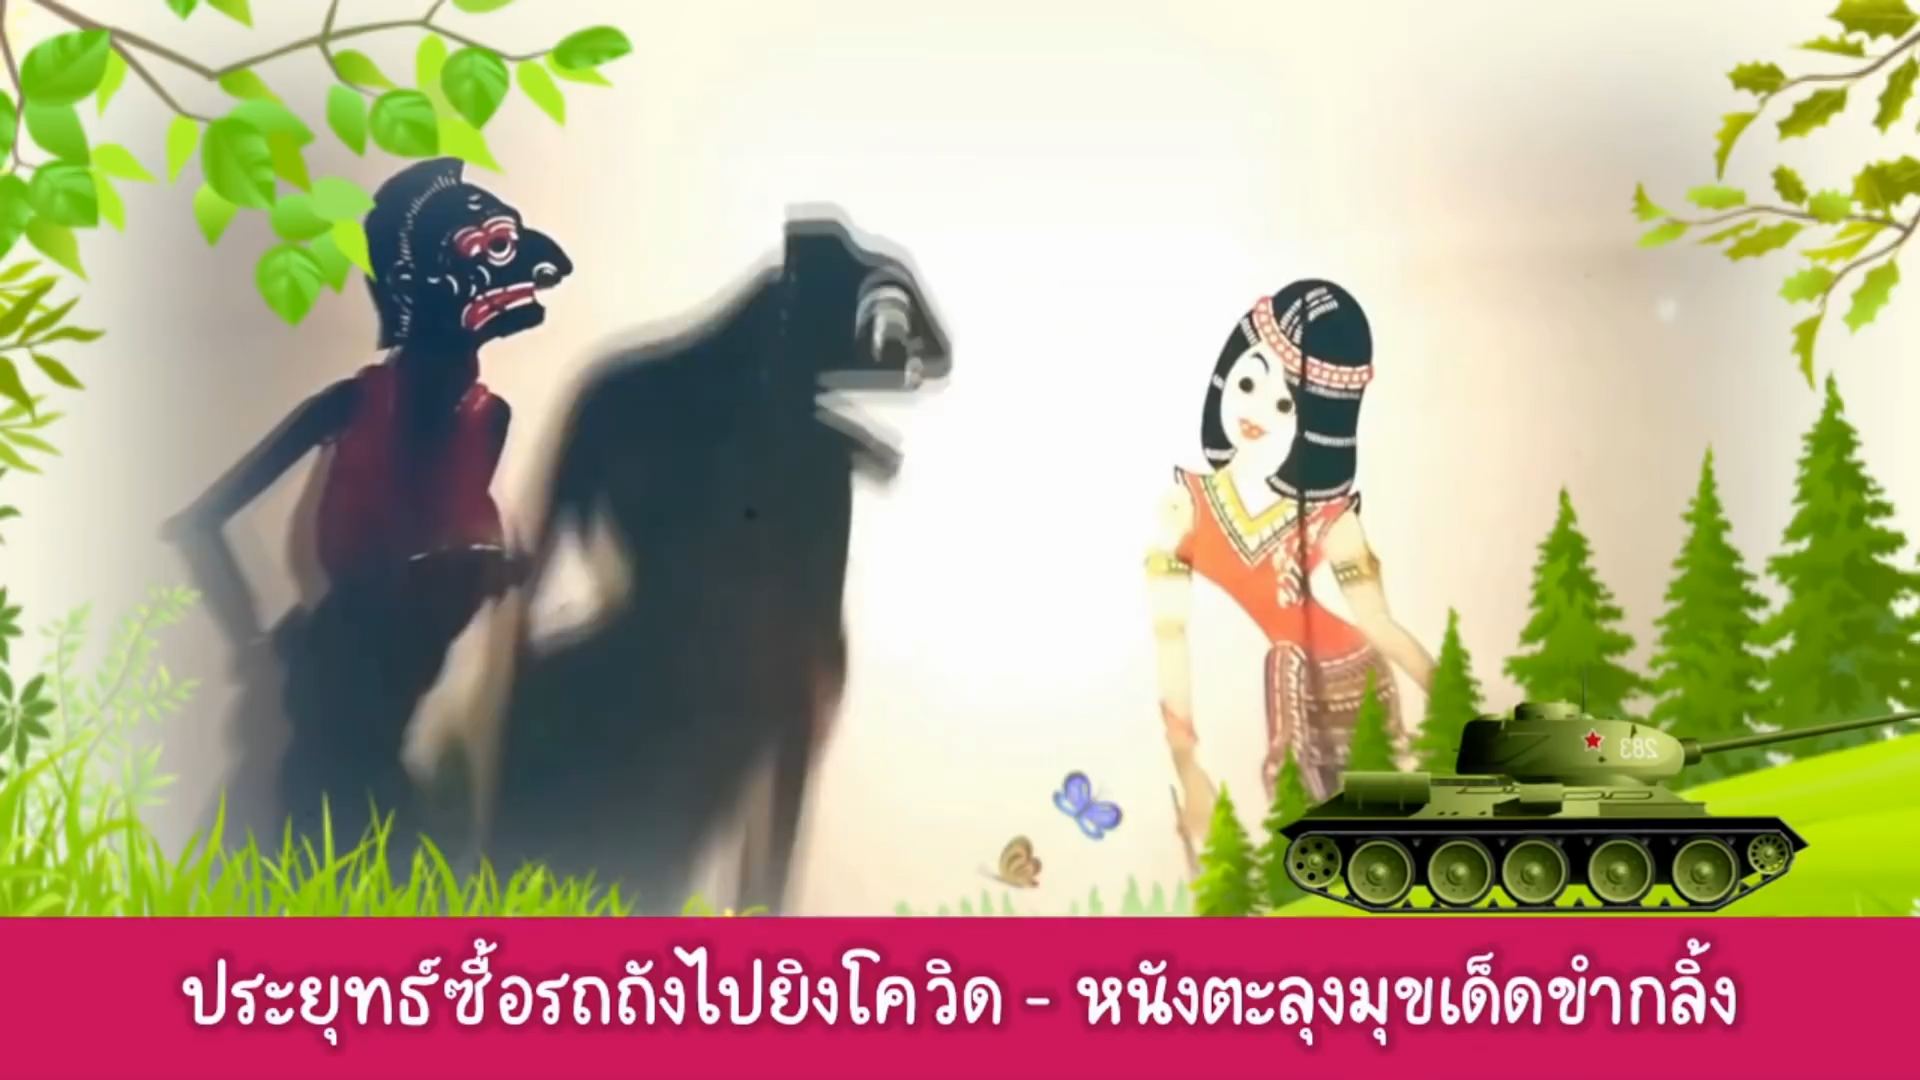 283
ประยุทธ์ซื้อรถถังไปยิงโควิด - หนังตะลุงมุขเด็ดขำกลิ้ง